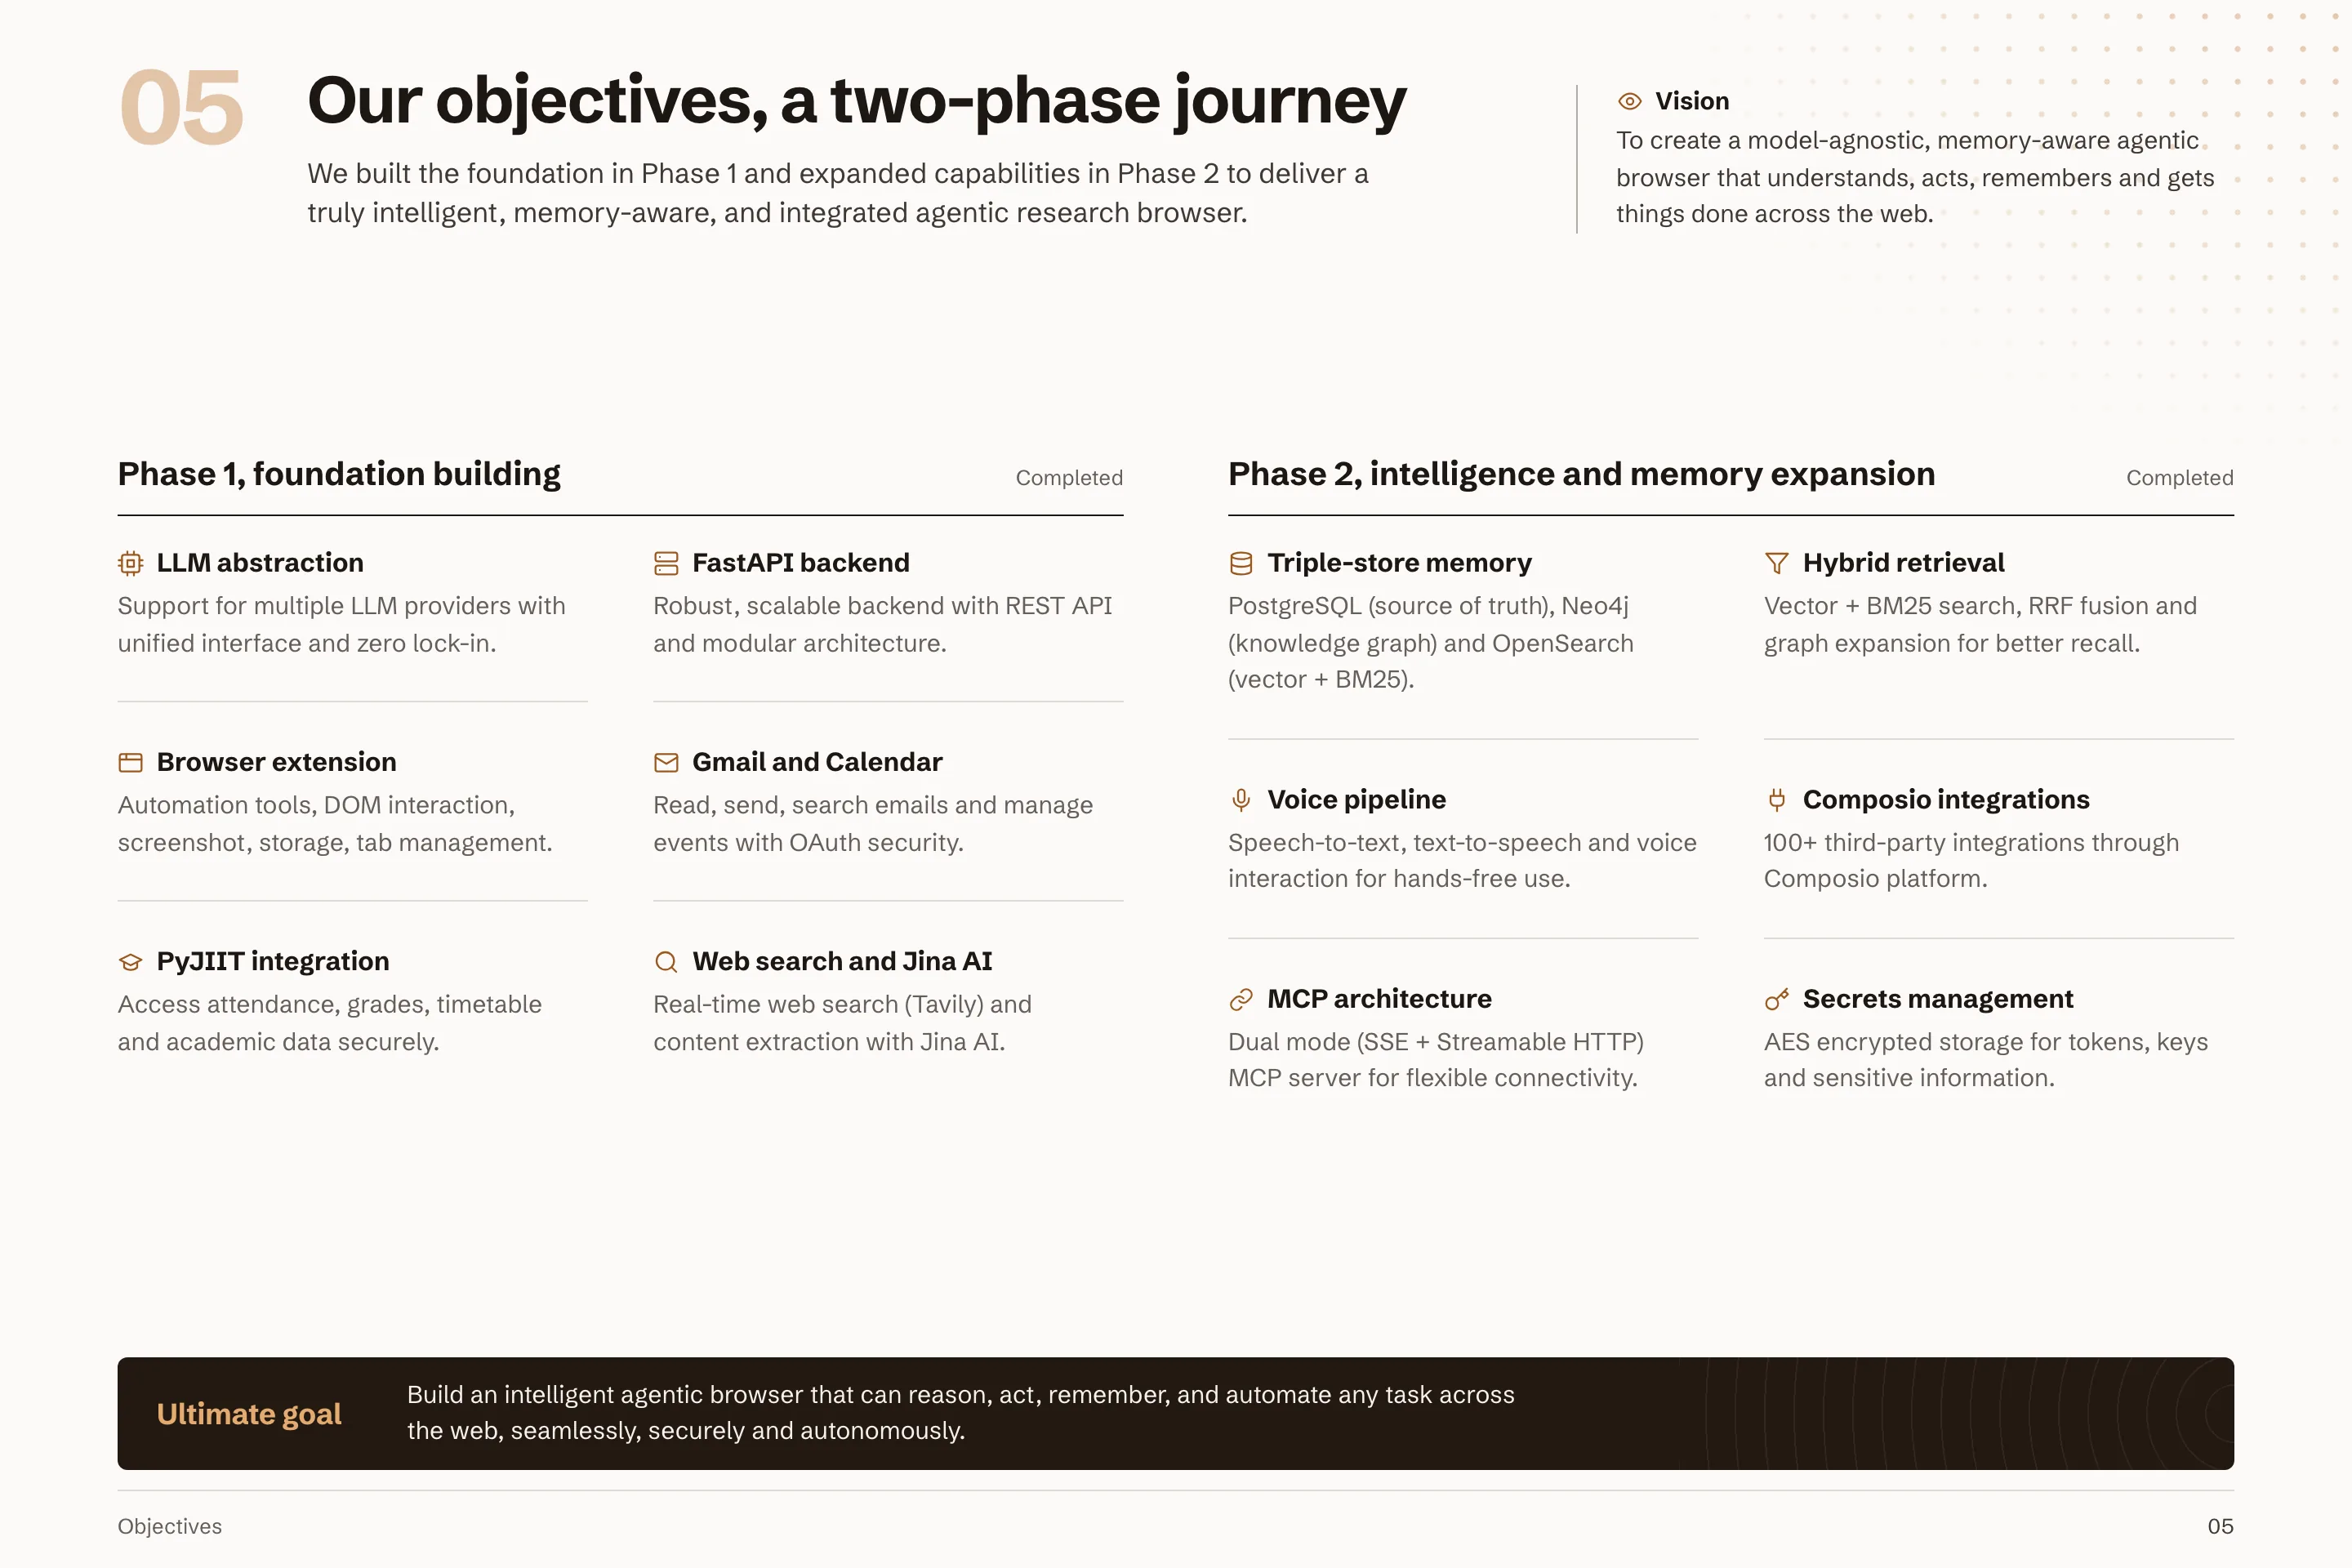 05
Our objectives, a two-phase journey
We built the foundation in Phase 1 and expanded capabilities in Phase 2 to deliver a
truly intelligent, memory-aware, and integrated agentic research browser.
Vision
To create a model-agnostic, memory-aware agentic
browser that understands, acts, remembers and gets
things done across the web.
Phase 1, foundation building
Completed
LLM abstraction
Support for multiple LLM providers with
unified interface and zero lock-in.
FastAPI backend
Robust, scalable backend with REST API
and modular architecture.
Browser extension
Automation tools, DOM interaction,
screenshot, storage, tab management.
Gmail and Calendar
Read, send, search emails and manage
events with OAuth security.
PyJIIT integration
Access attendance, grades, timetable
and academic data securely.
Web search and Jina AI
Real-time web search (Tavily) and
content extraction with Jina AI.
Phase 2, intelligence and memory expansion
Completed
Triple-store memory
PostgreSQL (source of truth), Neo4j
(knowledge graph) and OpenSearch
(vector + BM25).
Hybrid retrieval
Vector + BM25 search, RRF fusion and
graph expansion for better recall.
Voice pipeline
Speech-to-text, text-to-speech and voice
interaction for hands-free use.
Composio integrations
100+ third-party integrations through
Composio platform.
MCP architecture
Dual mode (SSE + Streamable HTTP)
MCP server for flexible connectivity.
Secrets management
AES encrypted storage for tokens, keys
and sensitive information.
Ultimate goal
Build an intelligent agentic browser that can reason, act, remember, and automate any task across
the web, seamlessly, securely and autonomously.
Objectives
05